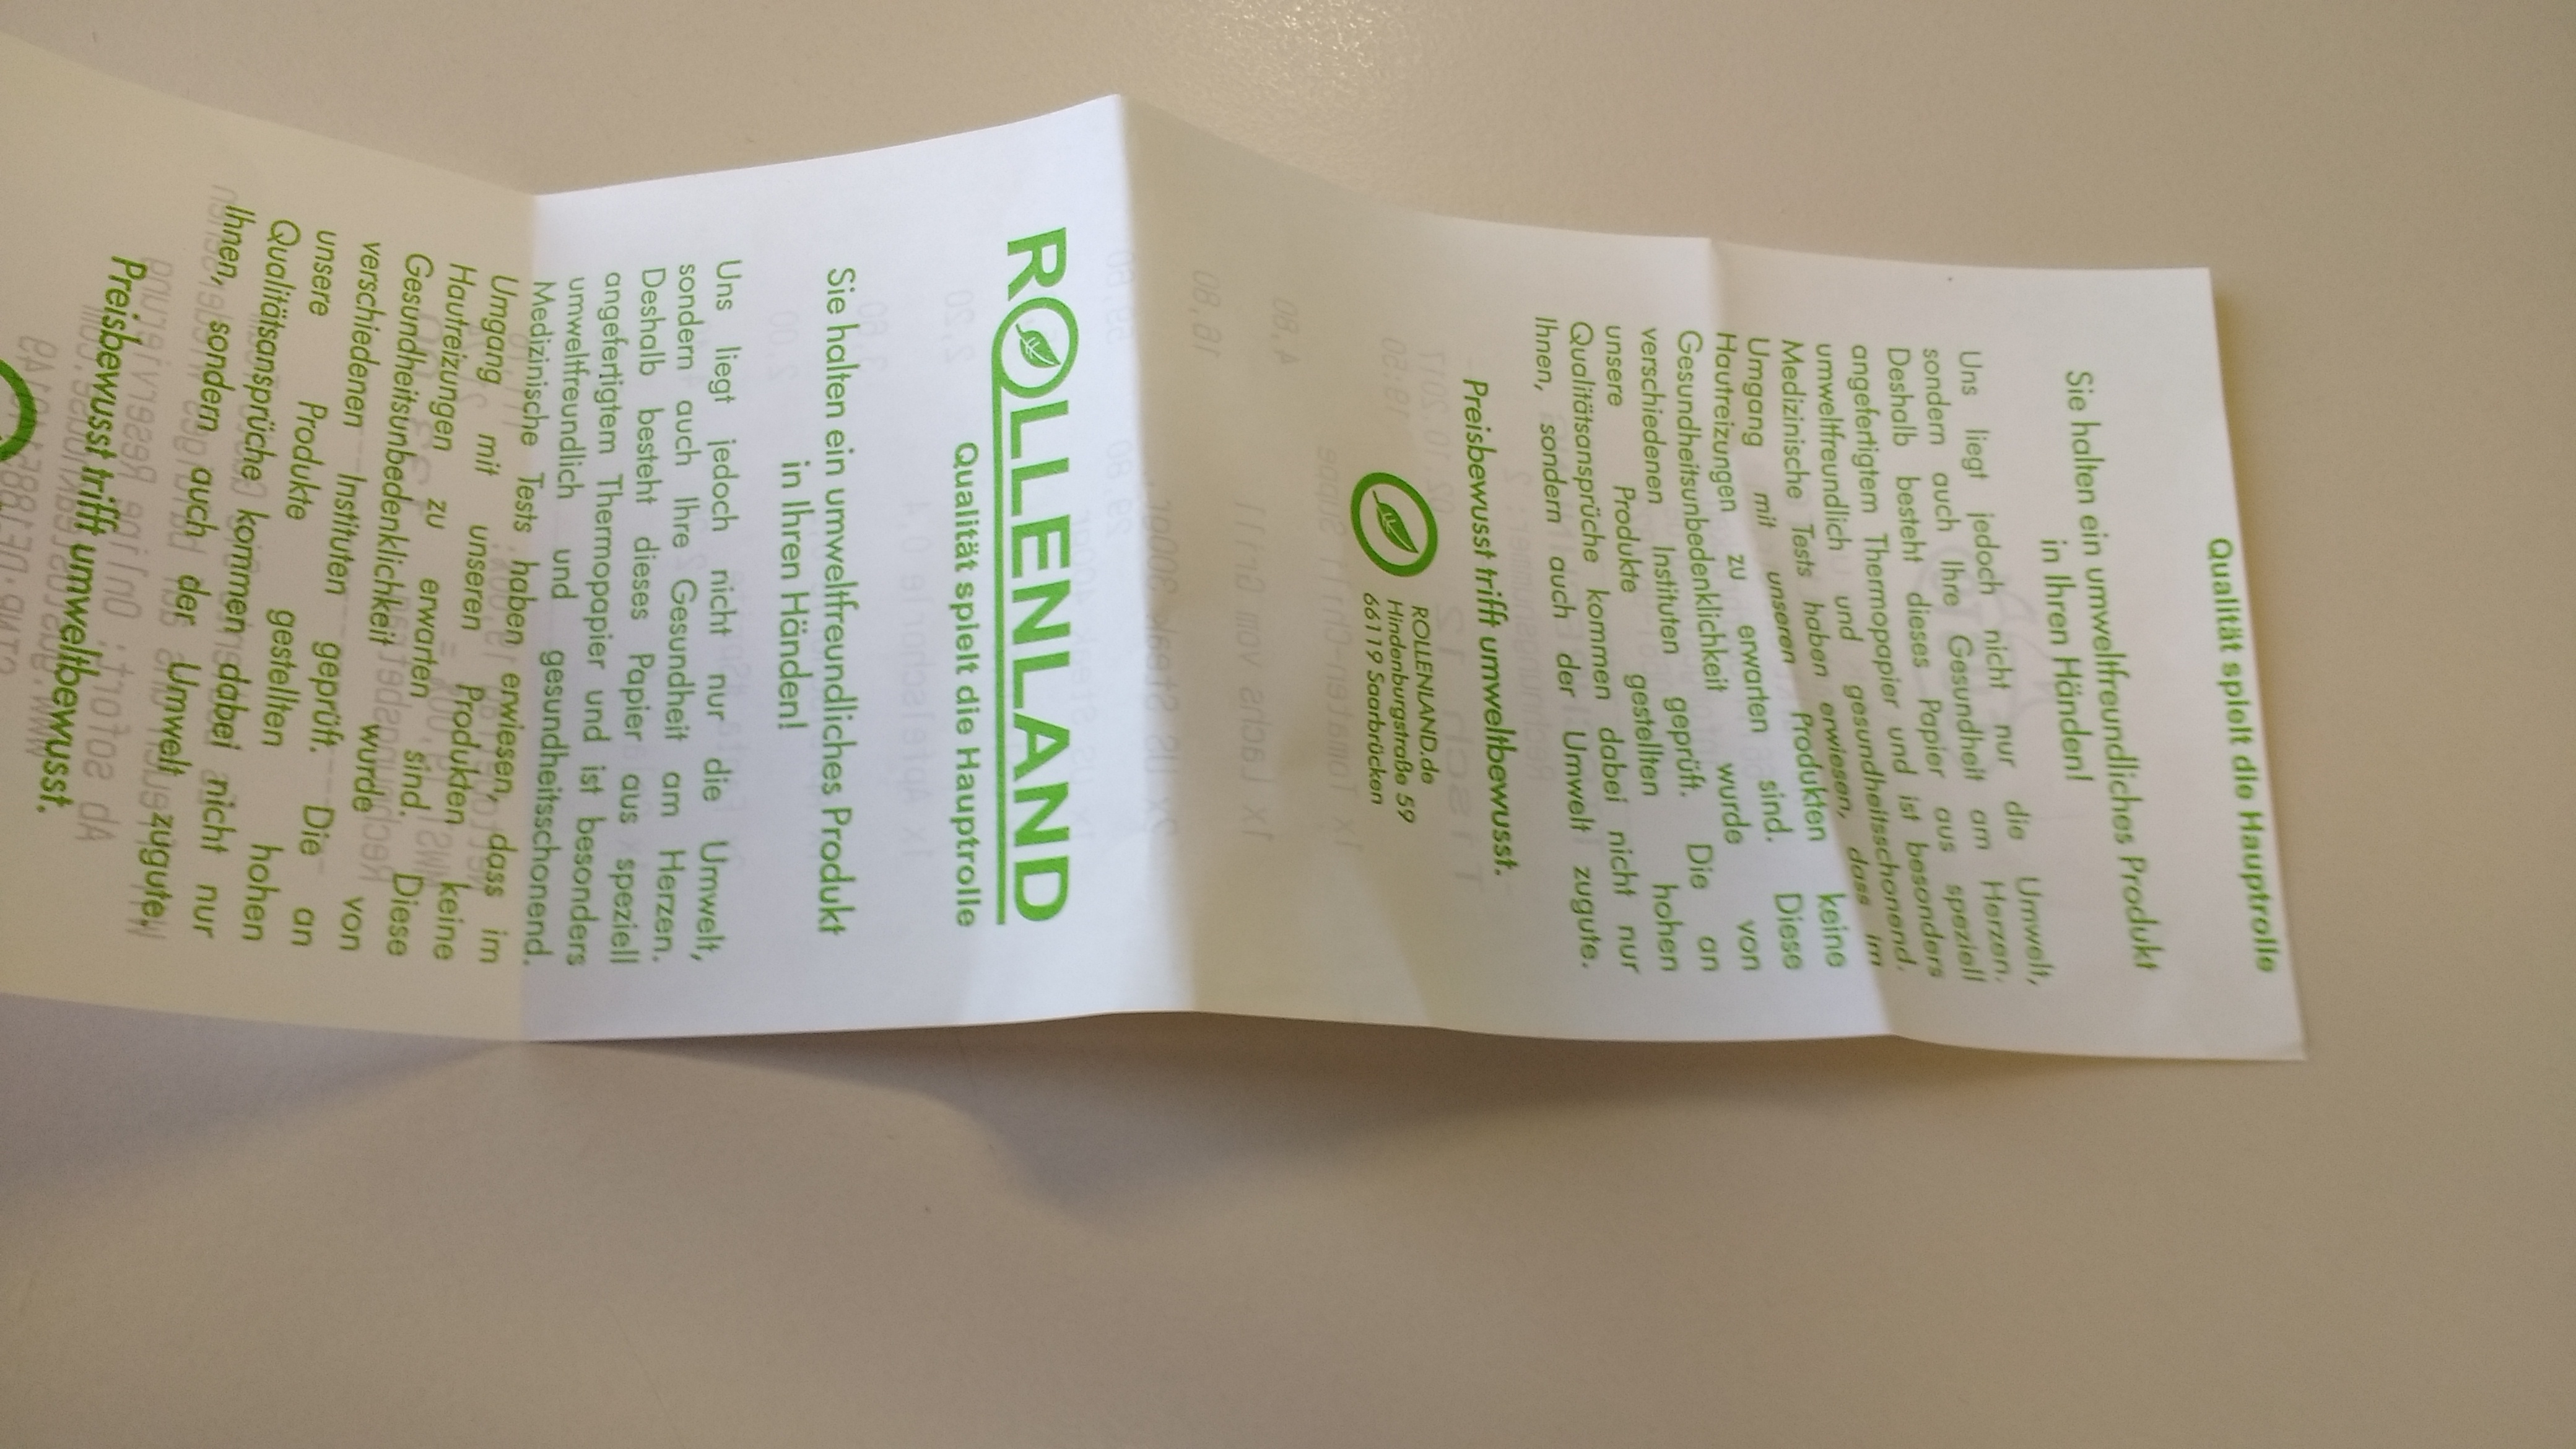 Qualität spielt die Hauptrolle
Sie halten ein umweltfreundliches Produkt
in Ihren Händen!
Uns liegt jedoch nicht nur die Umwelt,
sondern auch Ihre Gesundheit am Herzen.
Deshalb besteht dieses Papier aus speziell
angefertigtem Thermopapier und ist besonders
umweltfreundlich und gesundheitsschonend.
Medizinische Tests haben erwiesen, dass im
Umgang mit unseren Produkten keine
Hautreizungen zu erwarten sind. Diese
Gesundheitsunbedenklichkeit wurde von
verschiedenen Instituten geprüft. Die an
unsere Produkte gestellten hohen
Qualitätsansprüche kommen dabei nicht nur
Ihnen, sondern auch der Umwelt zugute.
Preisbewusst trifft umweltbewusst.
ROLLENLAND.de
Hindenburgstraße 59
66119 Saarbrücken
ROLLENLAND
Qualität spielt die Hauptrolle
Sie halten ein umweltfreundliches Produkt
in Ihren Händen!
Uns liegt jedoch nicht nur die Umwelt,
sondern auch Ihre Gesundheit am Herzen.
Deshalb besteht dieses Papier aus speziell
angefertigtem Thermopapier und ist besonders
umweltfreundlich und gesundheitsschonend.
Medizinische Tests haben erwiesen, dass im
Umgang mit unseren Produkten keine
Hautreizungen zu erwarten sind. Diese
Gesundheitsunbedenklichkeit wurde von
verschiedenen Instituten geprüft. Die an
unsere Produkte gestellten hohen
Qualitätsansprüche kommen dabei nicht nur
Ihnen, sondern auch der Umwelt zugute.
Preisbewusst trifft umweltbewusst.